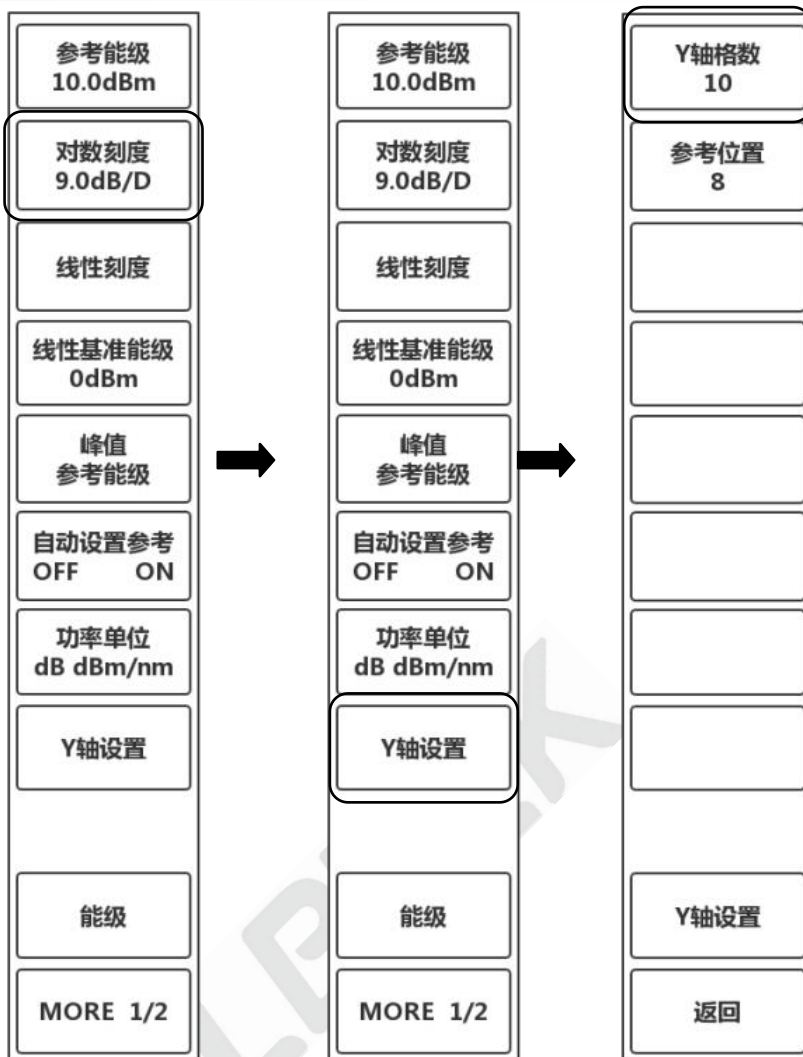 参考能级
10.0dBm
对数刻度
9.0dB/D
线性刻度
线性基准能级
0dBm
峰值
参考能级
自动设置参考
OFF ON
功率单位
dB dBm/nm
Y轴设置
能级
MORE 1/2
参考能级
10.0dBm
对数刻度
9.0dB/D
线性刻度
线性基准能级
0dBm
峰值
参考能级
自动设置参考
OFF ON
功率单位
dB dBm/nm
Y轴设置
能级
MORE 1/2
Y轴格数
10
参考位置
8
Y轴设置
返回